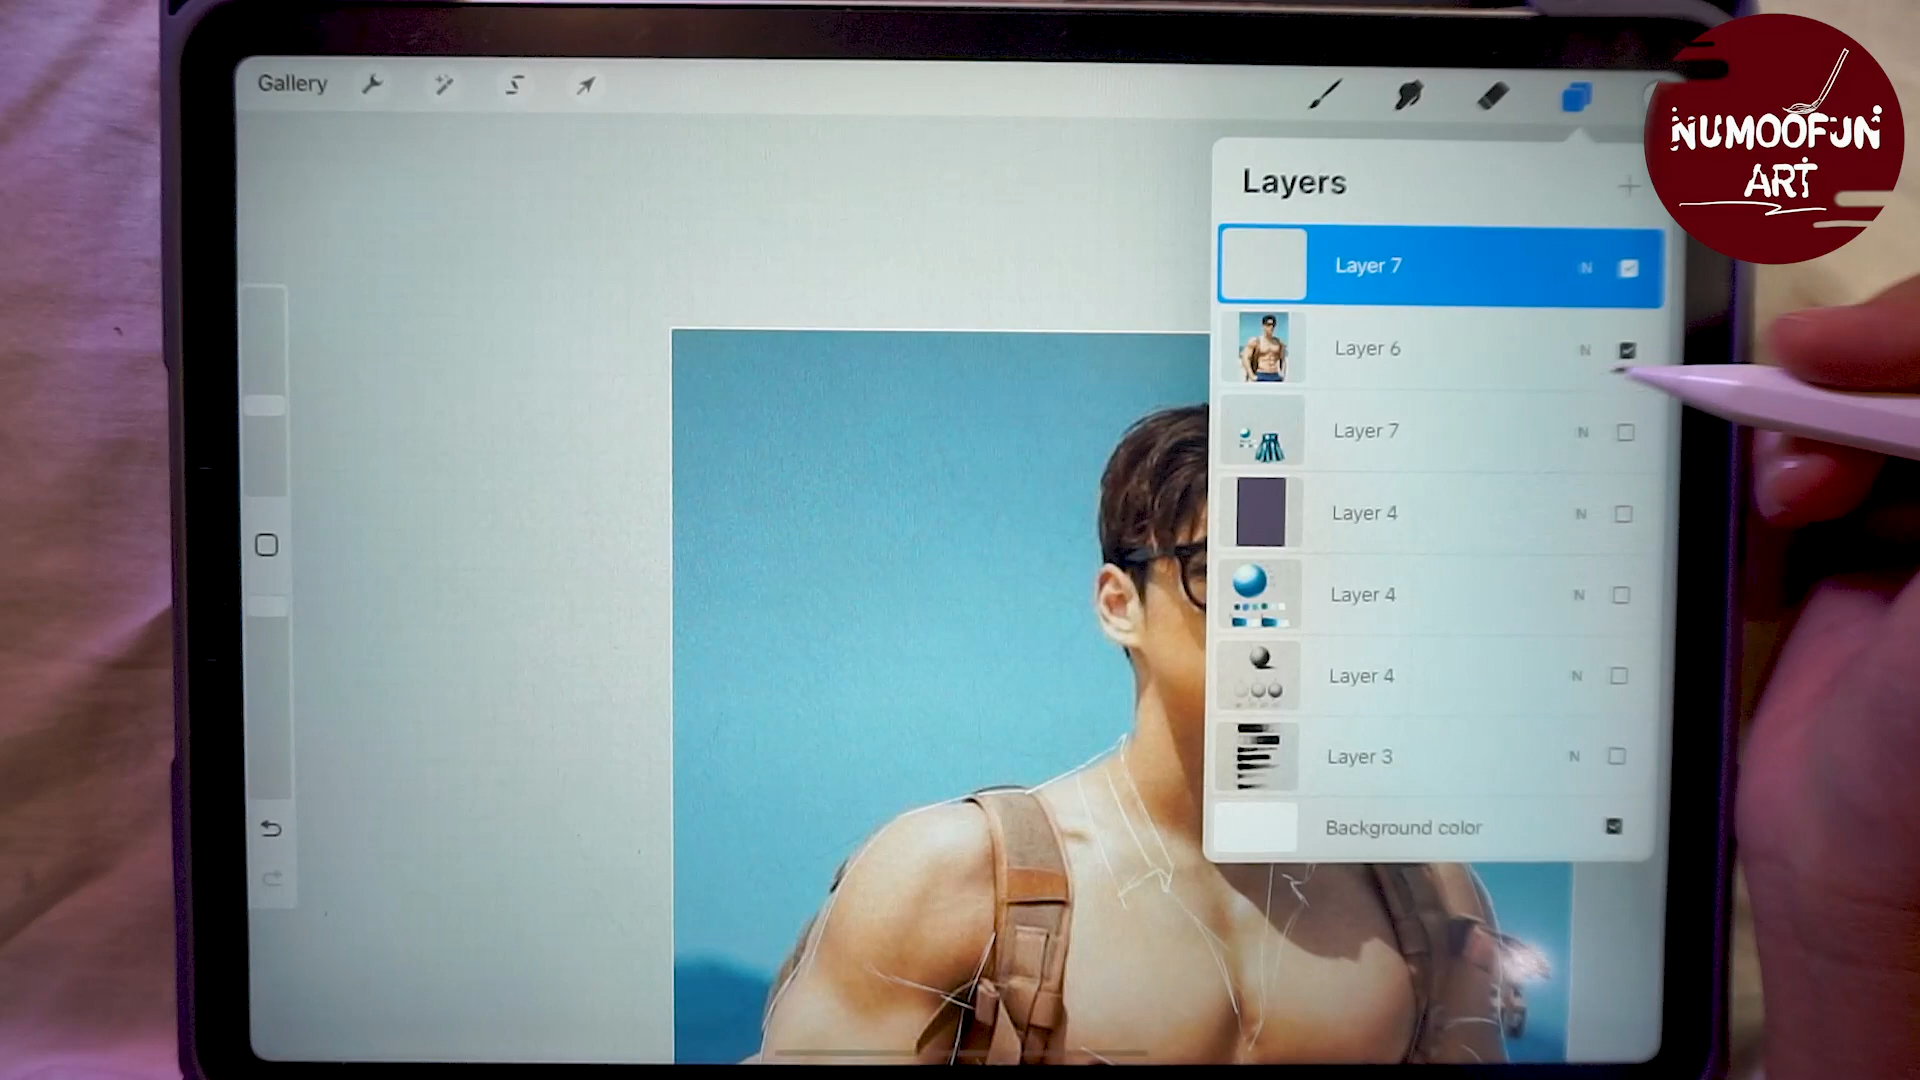 Gallery
Layers
Layer 7
N
Layer 6
N
Layer 7
N
Layer 4
N
Layer 4
N
Layer 4
N
Layer 3
N
Background color
NUMOOFUN
ART